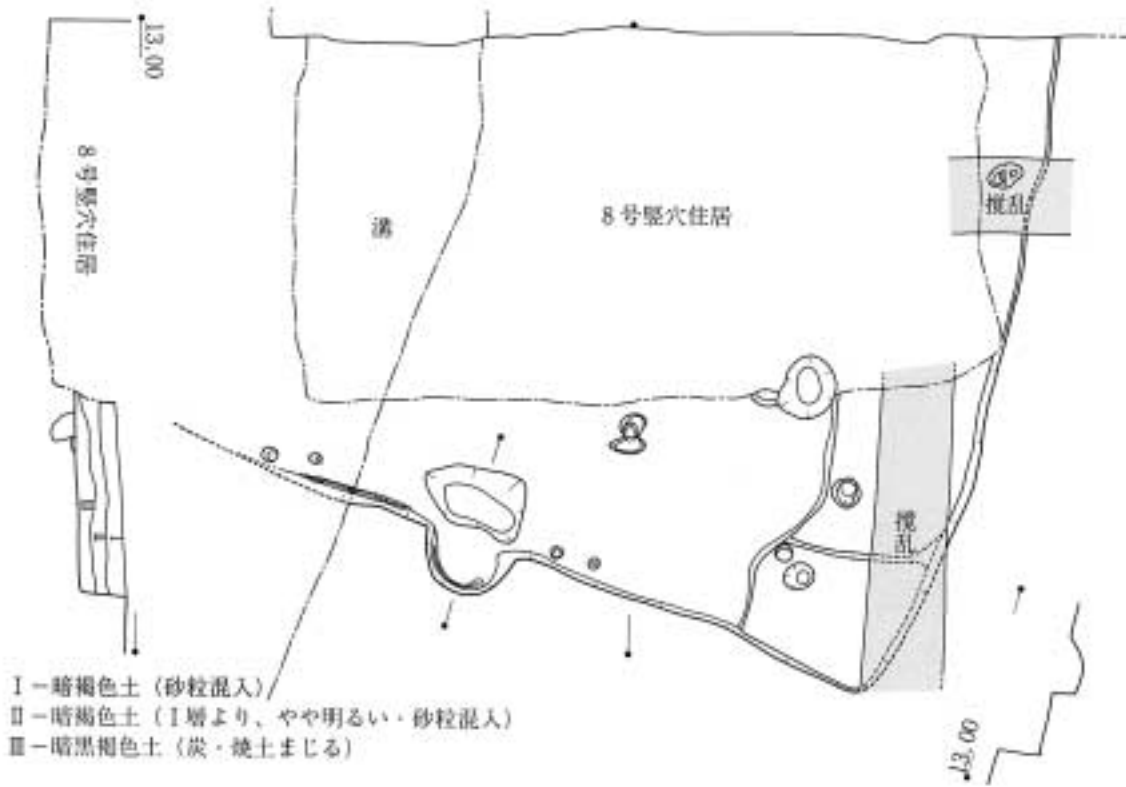 13.00
8号竪穴住居
溝
8号竪穴住居
攪乱
攪乱
Ⅲ
Ⅱ
Ⅰ
Ⅰ－暗褐色土（砂粒混入）
Ⅱ－暗褐色土（Ⅰ層より、やや明るい・砂粒混入）
Ⅲ－暗黒褐色土（炭・焼土まじる）
13.00